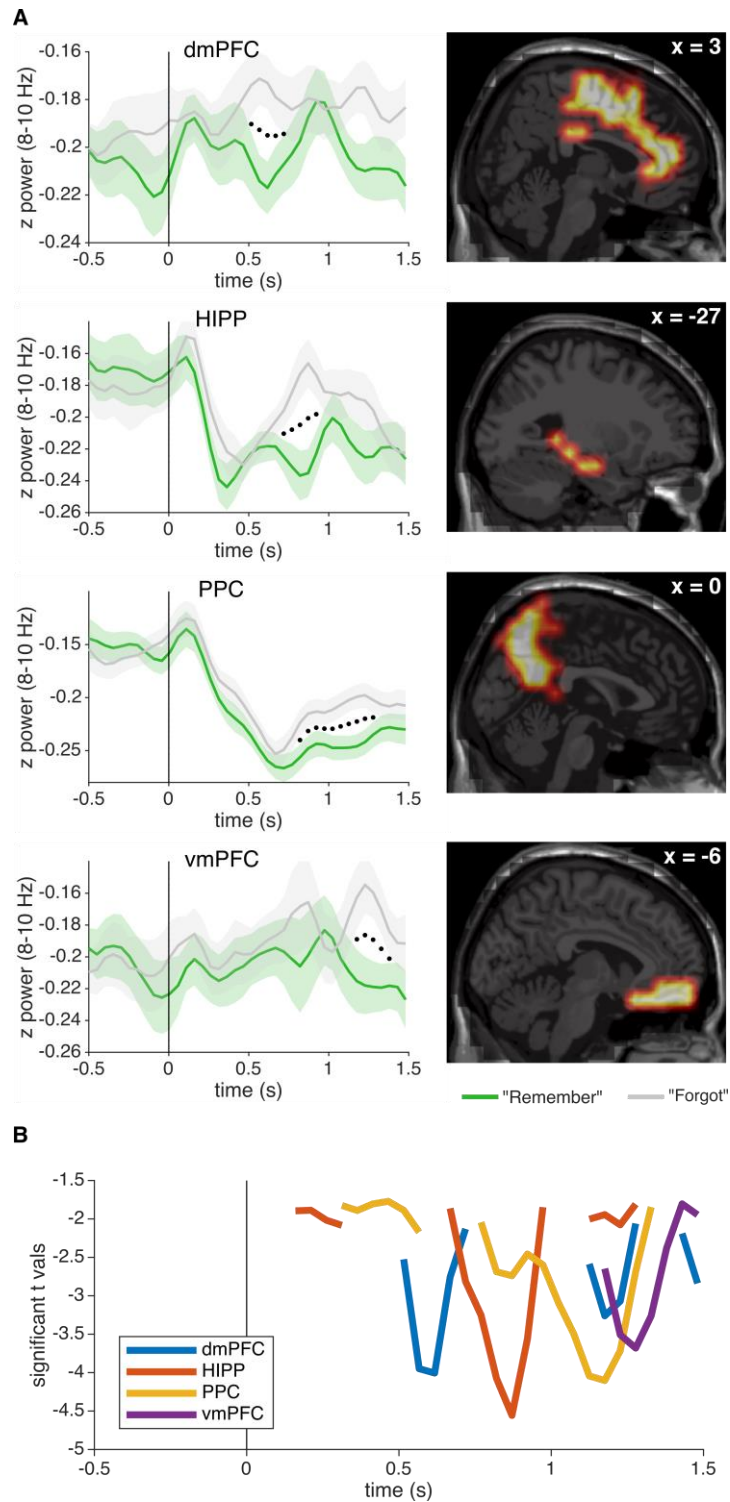 A
dmPFC
x = 3
z power (8-10 Hz)
-0.16
-0.18
-0.2
-0.22
-0.24
-0.5 0 0.5 1 1.5
time (s)
HIPP
x = -27
z power (8-10 Hz)
-0.16
-0.18
-0.2
-0.22
-0.24
-0.26
-0.5 0 0.5 1 1.5
time (s)
PPC
x = 0
z power (8-10 Hz)
-0.15
-0.2
-0.25
-0.5 0 0.5 1 1.5
time (s)
vmPFC
x = -6
z power (8-10 Hz)
-0.16
-0.18
-0.2
-0.22
-0.24
-0.26
-0.5 0 0.5 1 1.5
time (s)
"Remember" "Forgot"
B
significant t vals
-1.5
-2
-2.5
-3
-3.5
-4
-4.5
-5
dmPFC
HIPP
PPC
vmPFC
-0.5 0 0.5 1 1.5
time (s)